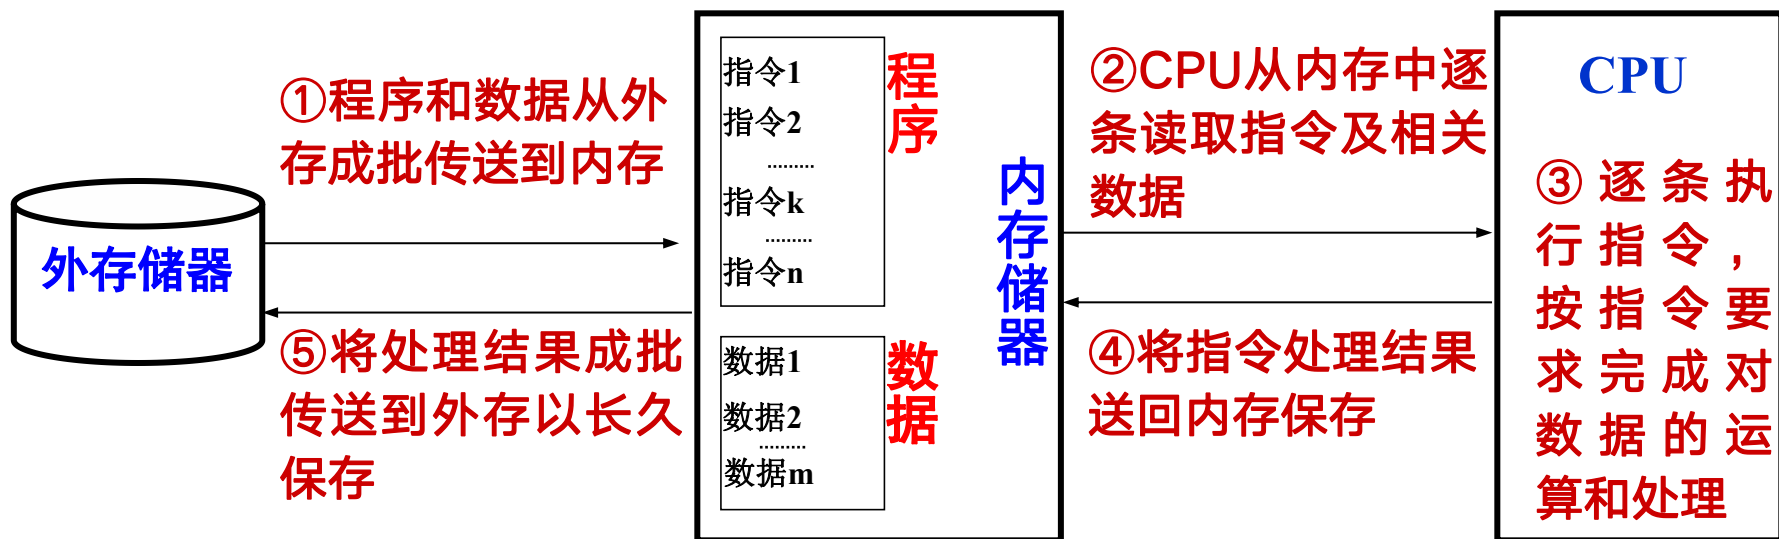 ①程序和数据从外
存成批传送到内存
外存储器
⑤将处理结果成批
传送到外存以长久
保存
指令1
指令2
.........
指令k
.........
指令n
程
序
数据1
数据2
.........
数据m
数
据
内
存
储
器
②CPU从内存中逐
条读取指令及相关
数据
④将指令处理结果
送回内存保存
CPU
③逐条执
行指令，
按指令要
求完成对
数据的运
算和处理